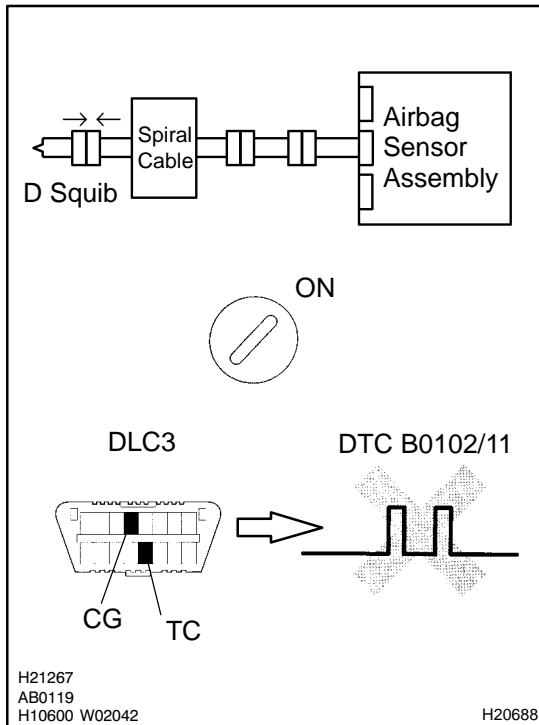 Airbag
Sensor
Assembly
Spiral
Cable
D Squib
ON
DLC3
DTC B0102/11
CG
TC
H21267
AB0119
H10600 W02042
H20688